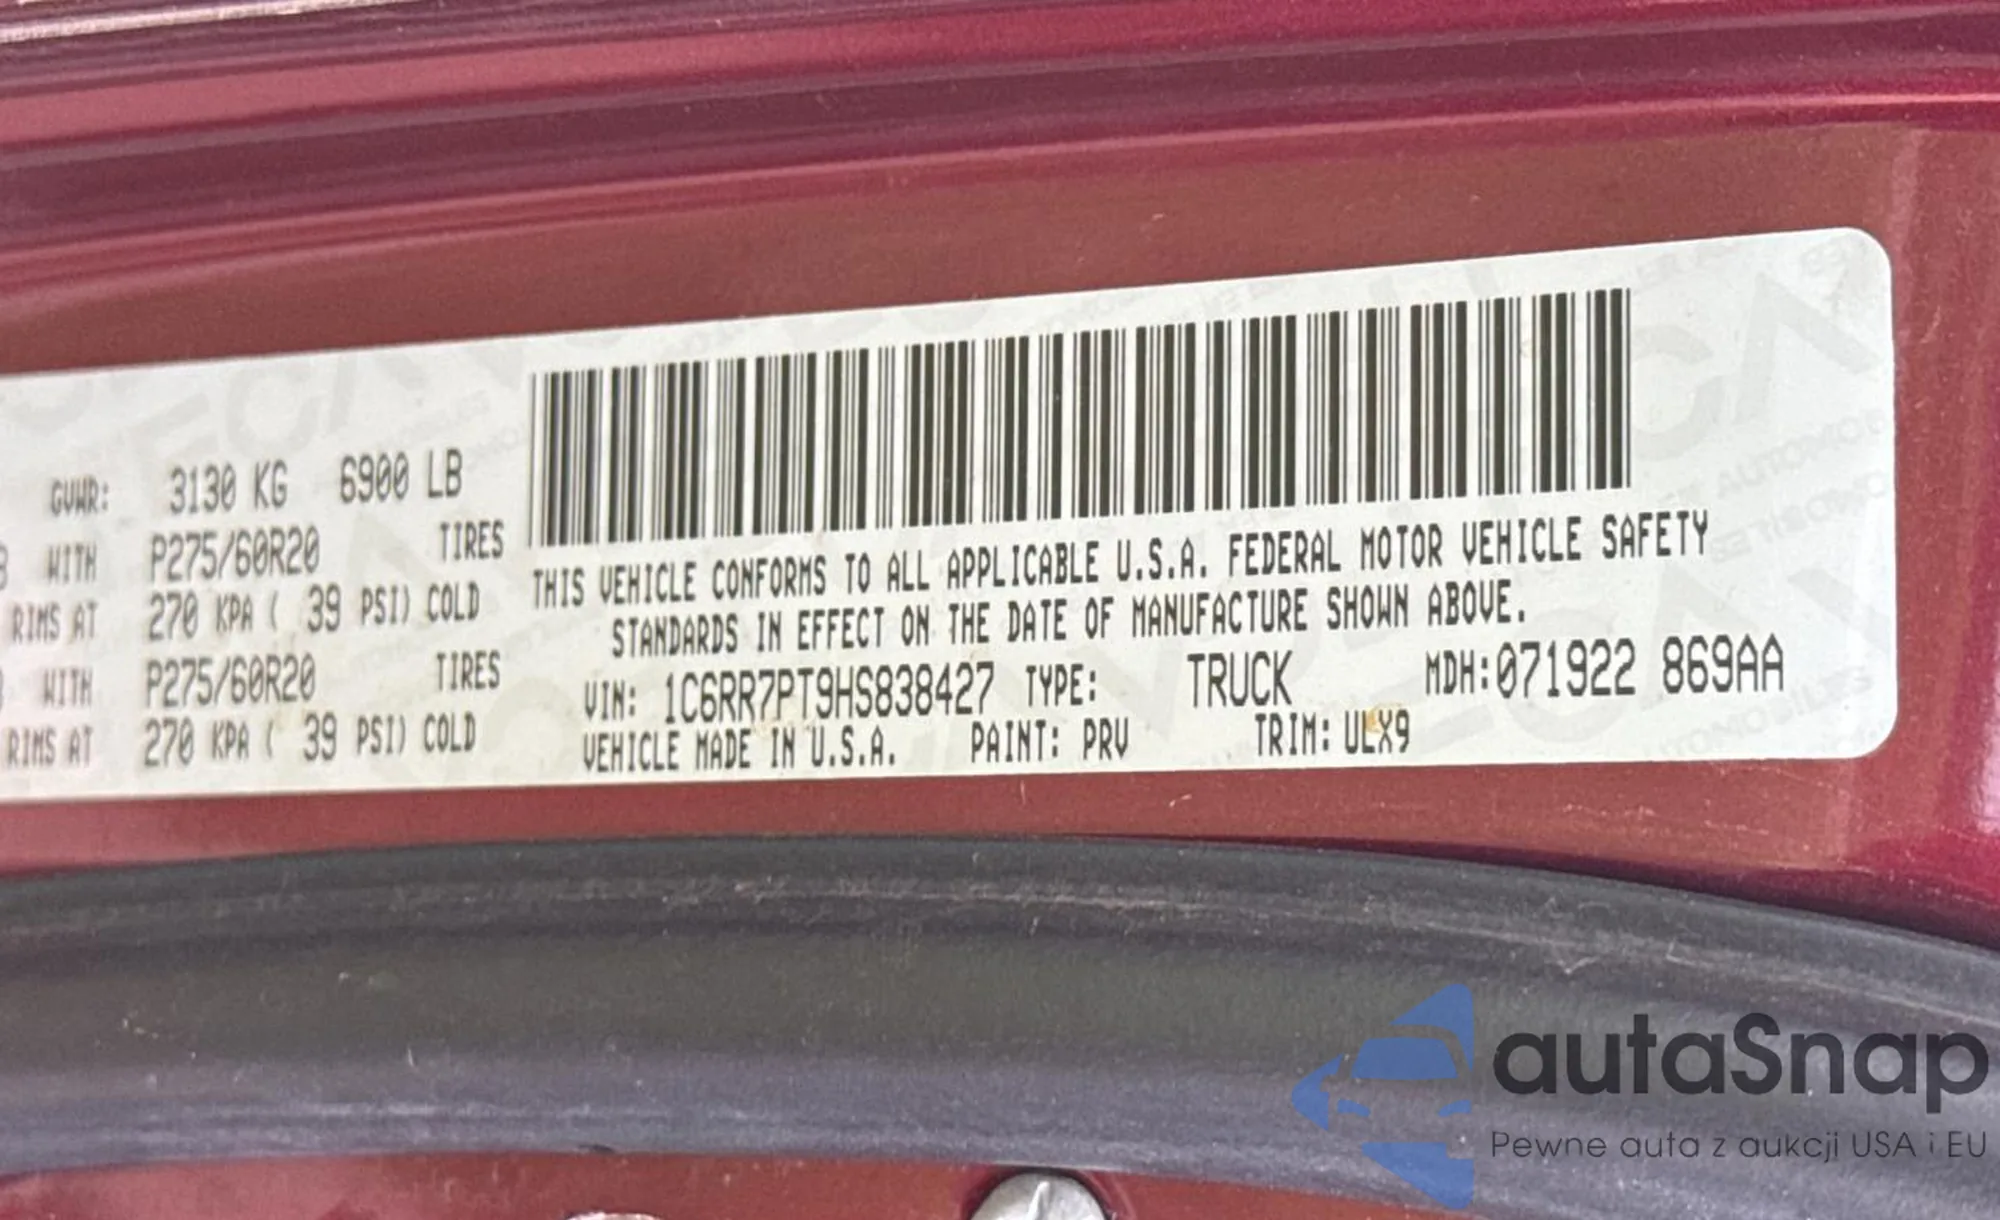 GVWR: 3130 KG 6900 LB
WITH P275/60R20 TIRES
RIMS AT 270 KPA ( 39 PSI) COLD
WITH P275/60R20 TIRES
RIMS AT 270 KPA ( 39 PSI) COLD
THIS VEHICLE CONFORMS TO ALL APPLICABLE U.S.A. FEDERAL MOTOR VEHICLE SAFETY
STANDARDS IN EFFECT ON THE DATE OF MANUFACTURE SHOWN ABOVE.
VIN: 1C6RR7PT9HS838427 TYPE: TRUCK MDH:071922 869AA
VEHICLE MADE IN U.S.A. PAINT: PRV TRIM: ULX9
autaSnap
Pewne auta z aukcji USA i EU